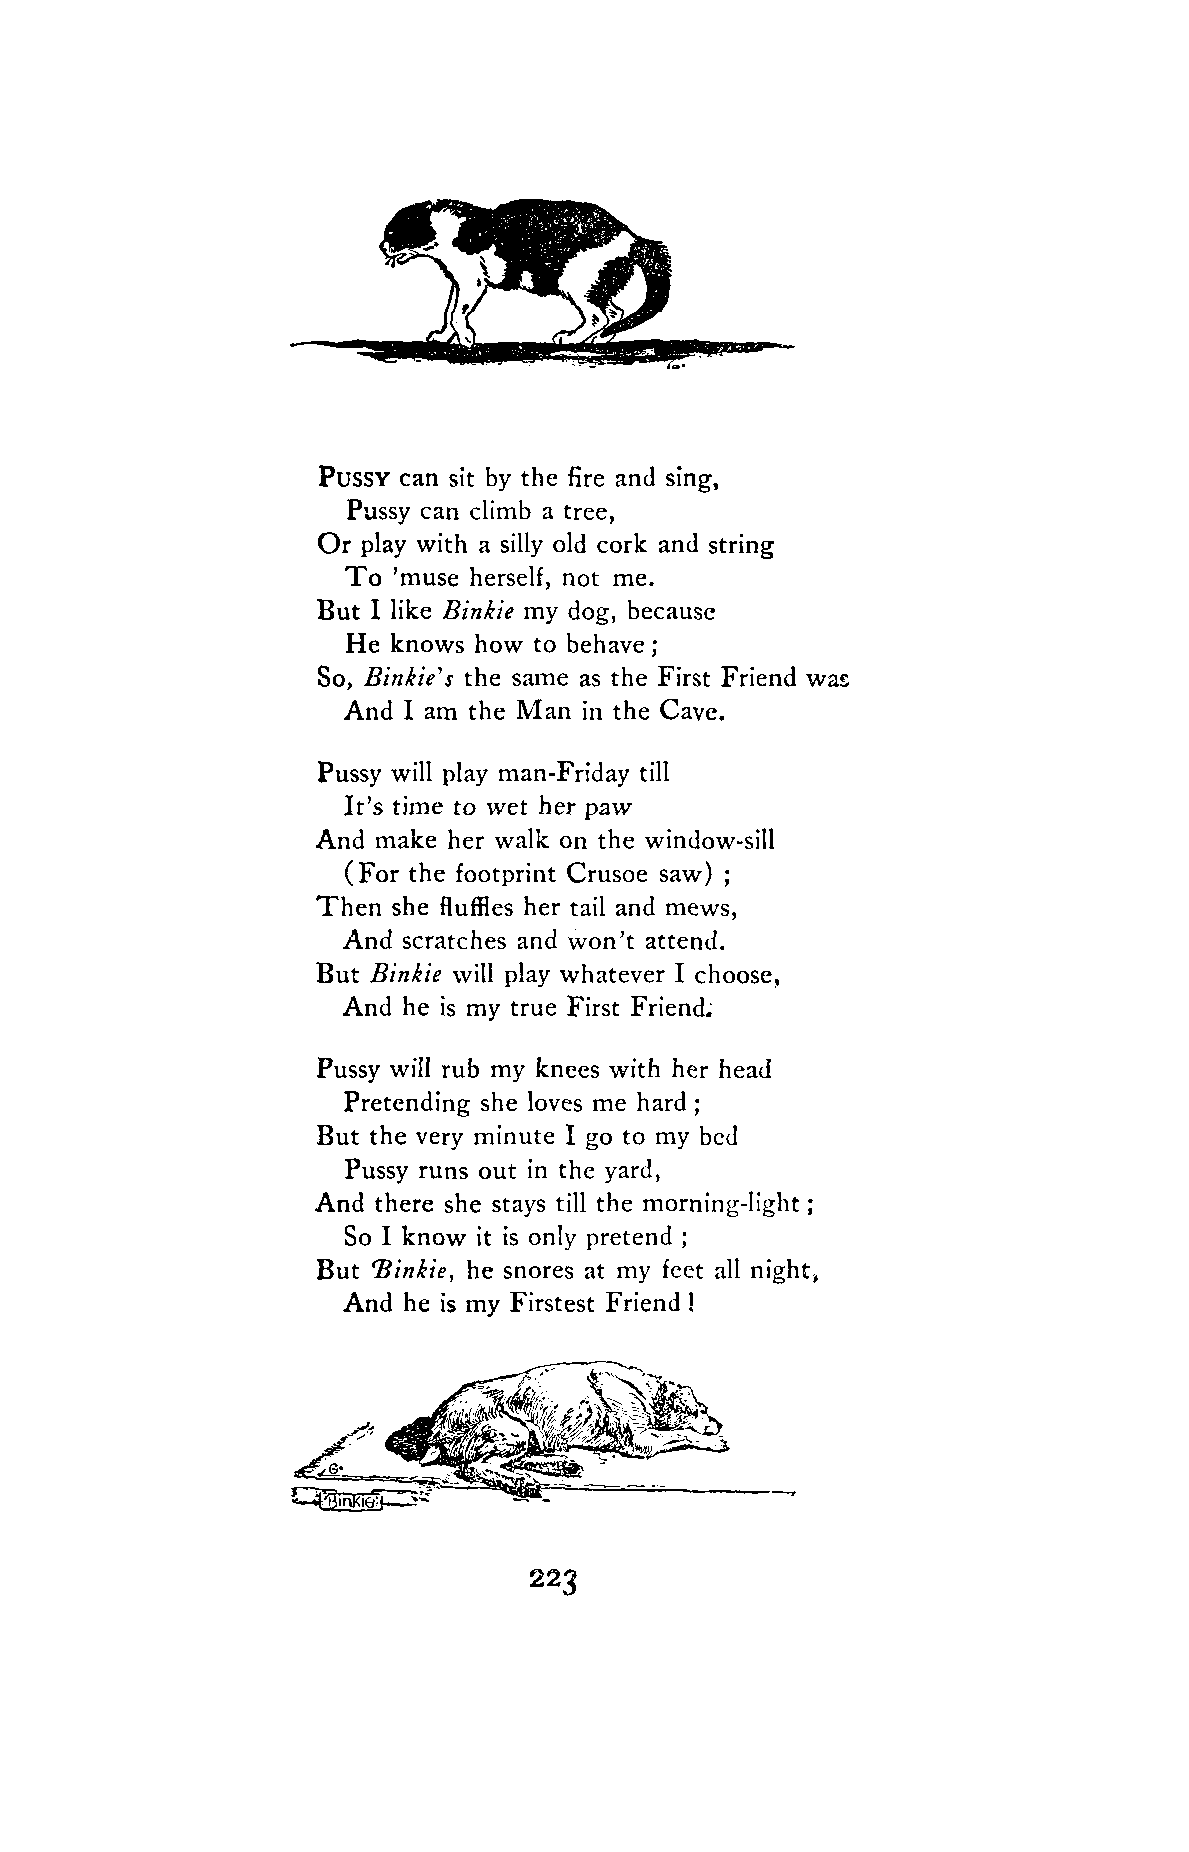 PUSSY can sit by the fire and sing,
Pussy can climb a tree,
Or play with a silly old cork and string
To 'muse herself, not me.
But I like Binkie my dog, because
He knows how to behave;
So, Binkie's the same as the First Friend was
And I am the Man in the Cave.

Pussy will play man-Friday till
It's time to wet her paw
And make her walk on the window-sill
(For the footprint Crusoe saw);
Then she fluffles her tail and mews,
And scratches and won't attend.
But Binkie will play whatever I choose,
And he is my true First Friend.

Pussy will rub my knees with her head
Pretending she loves me hard;
But the very minute I go to my bed
Pussy runs out in the yard,
And there she stays till the morning-light;
So I know it is only pretend;
But Binkie, he snores at my feet all night,
And he is my Firstest Friend!
G.
Binkie
223